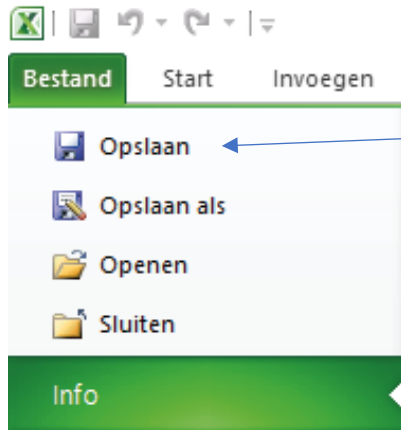 Bestand Start Invoegen
Opslaan
Opslaan als
Openen
Sluiten
Info